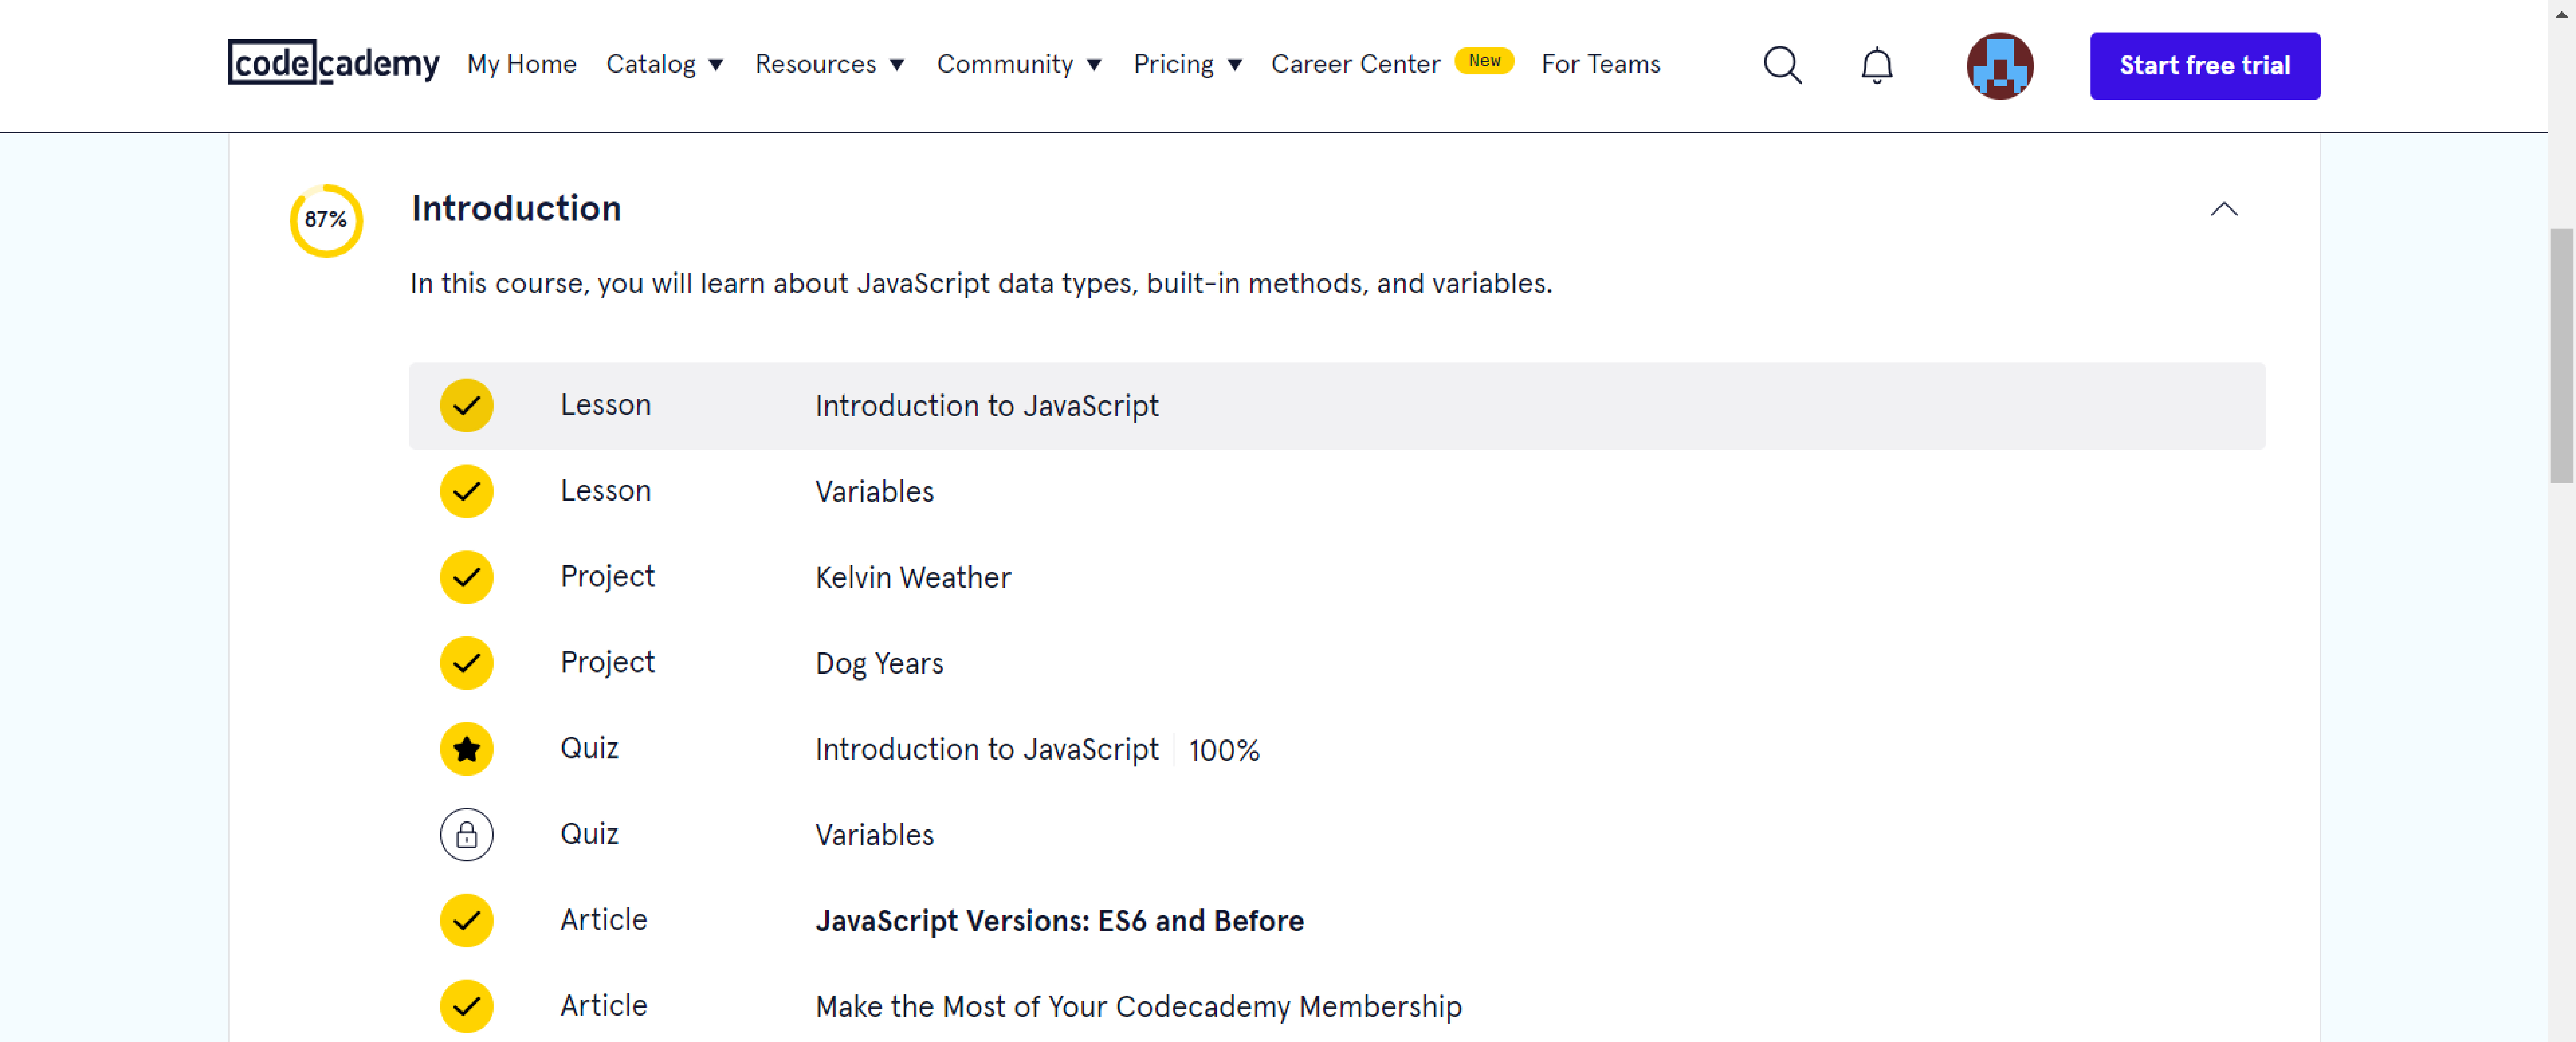 codecademy My Home Catalog Resources Community Pricing Career Center New For Teams Start free trial
87% Introduction
In this course, you will learn about JavaScript data types, built-in methods, and variables.
Lesson Introduction to JavaScript
Lesson Variables
Project Kelvin Weather
Project Dog Years
Quiz Introduction to JavaScript 100%
Quiz Variables
Article JavaScript Versions: ES6 and Before
Article Make the Most of Your Codecademy Membership